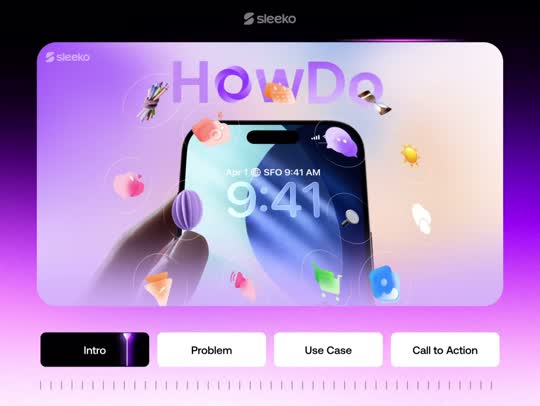 sleeko
sleeko
HowDo
Apr 1 SFO 9:41 AM
9:41
Intro
Problem
Use Case
Call to Action